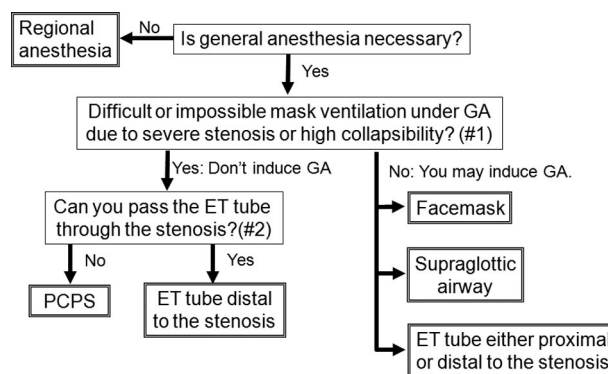 Regional
anesthesia
No
Is general anesthesia necessary?
Yes
Difficult or impossible mask ventilation under GA
due to severe stenosis or high collapsibility? (#1)
Yes: Don't induce GA
No: You may induce GA.
Can you pass the ET tube
through the stenosis?(#2)
Facemask
No
Yes
Supraglottic
airway
PCPS
ET tube distal
to the stenosis
ET tube either proximal
or distal to the stenosis